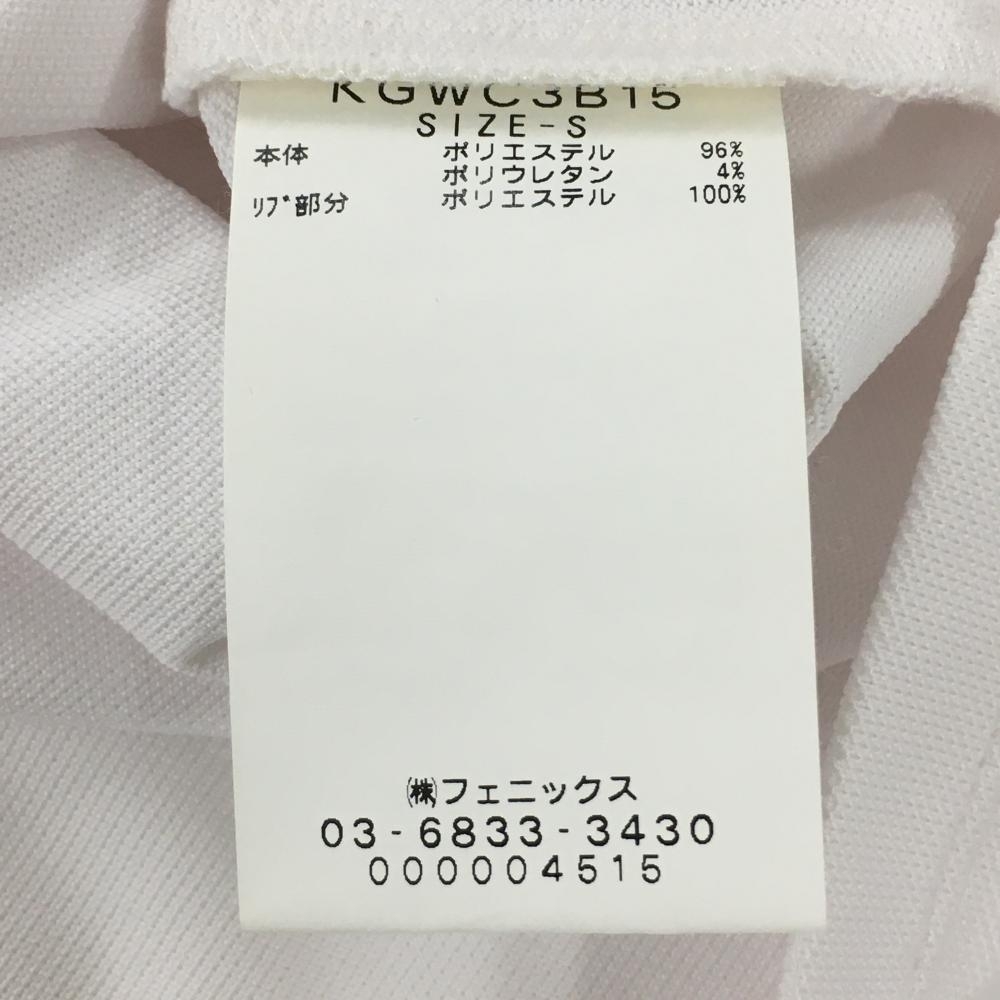 KGWC3B15
SIZE-S
本体 ポリエステル 96%
ポリウレタン 4%
ﾘﾌﾞ部分 ポリエステル 100%
㈱フェニックス
03-6833-3430
000004515